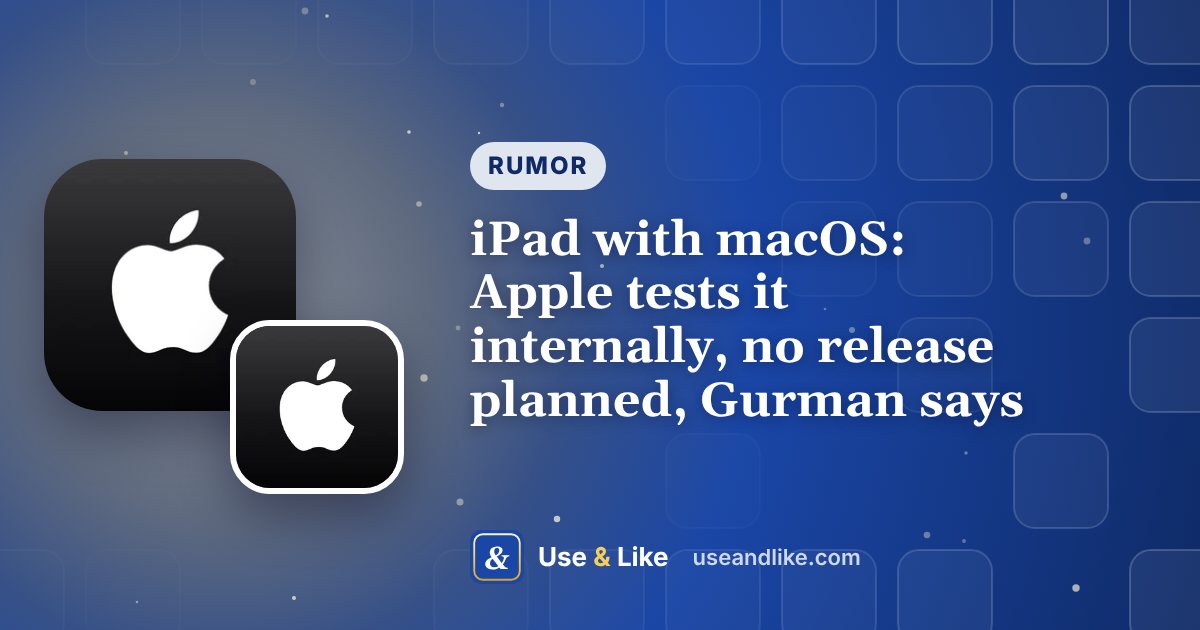 RUMOR
iPad with macOS:
Apple tests it
internally, no release
planned, Gurman says
& Use & Like useandlike.com